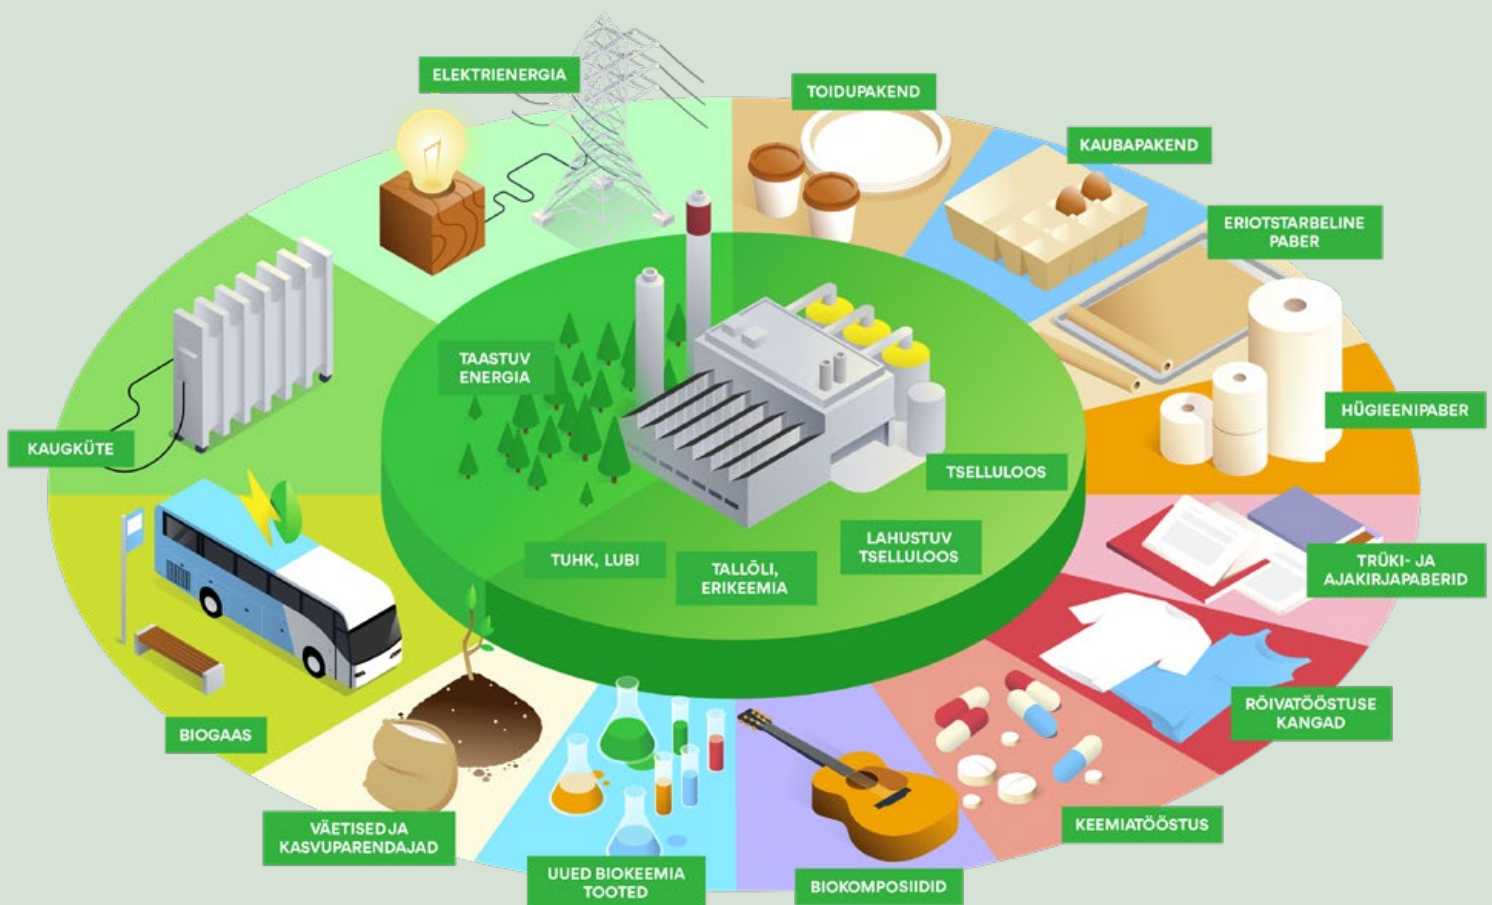 ELEKTRIENERGIA
TOIDUPAKEND
KAUBAPAKEND
ERIOTSTARBELINE
PABER
HÜGIEENIPABER
TRÜKI- JA
AJAKIRJAPABERID
RÕIVATÖÖSTUSE
KANGAD
KEEMIATÖÖSTUS
BIOKOMPOSIIDID
UUED BIOKEEMIA
TOOTED
VÄETISED JA
KASVUPARENDAJAD
BIOGAAS
KAUGKÜTE
TAASTUV
ENERGIA
TSELLULOOS
LAHUSTUV
TSELLULOOS
TALLÕLI,
ERIKEEMIA
TUHK, LUBI